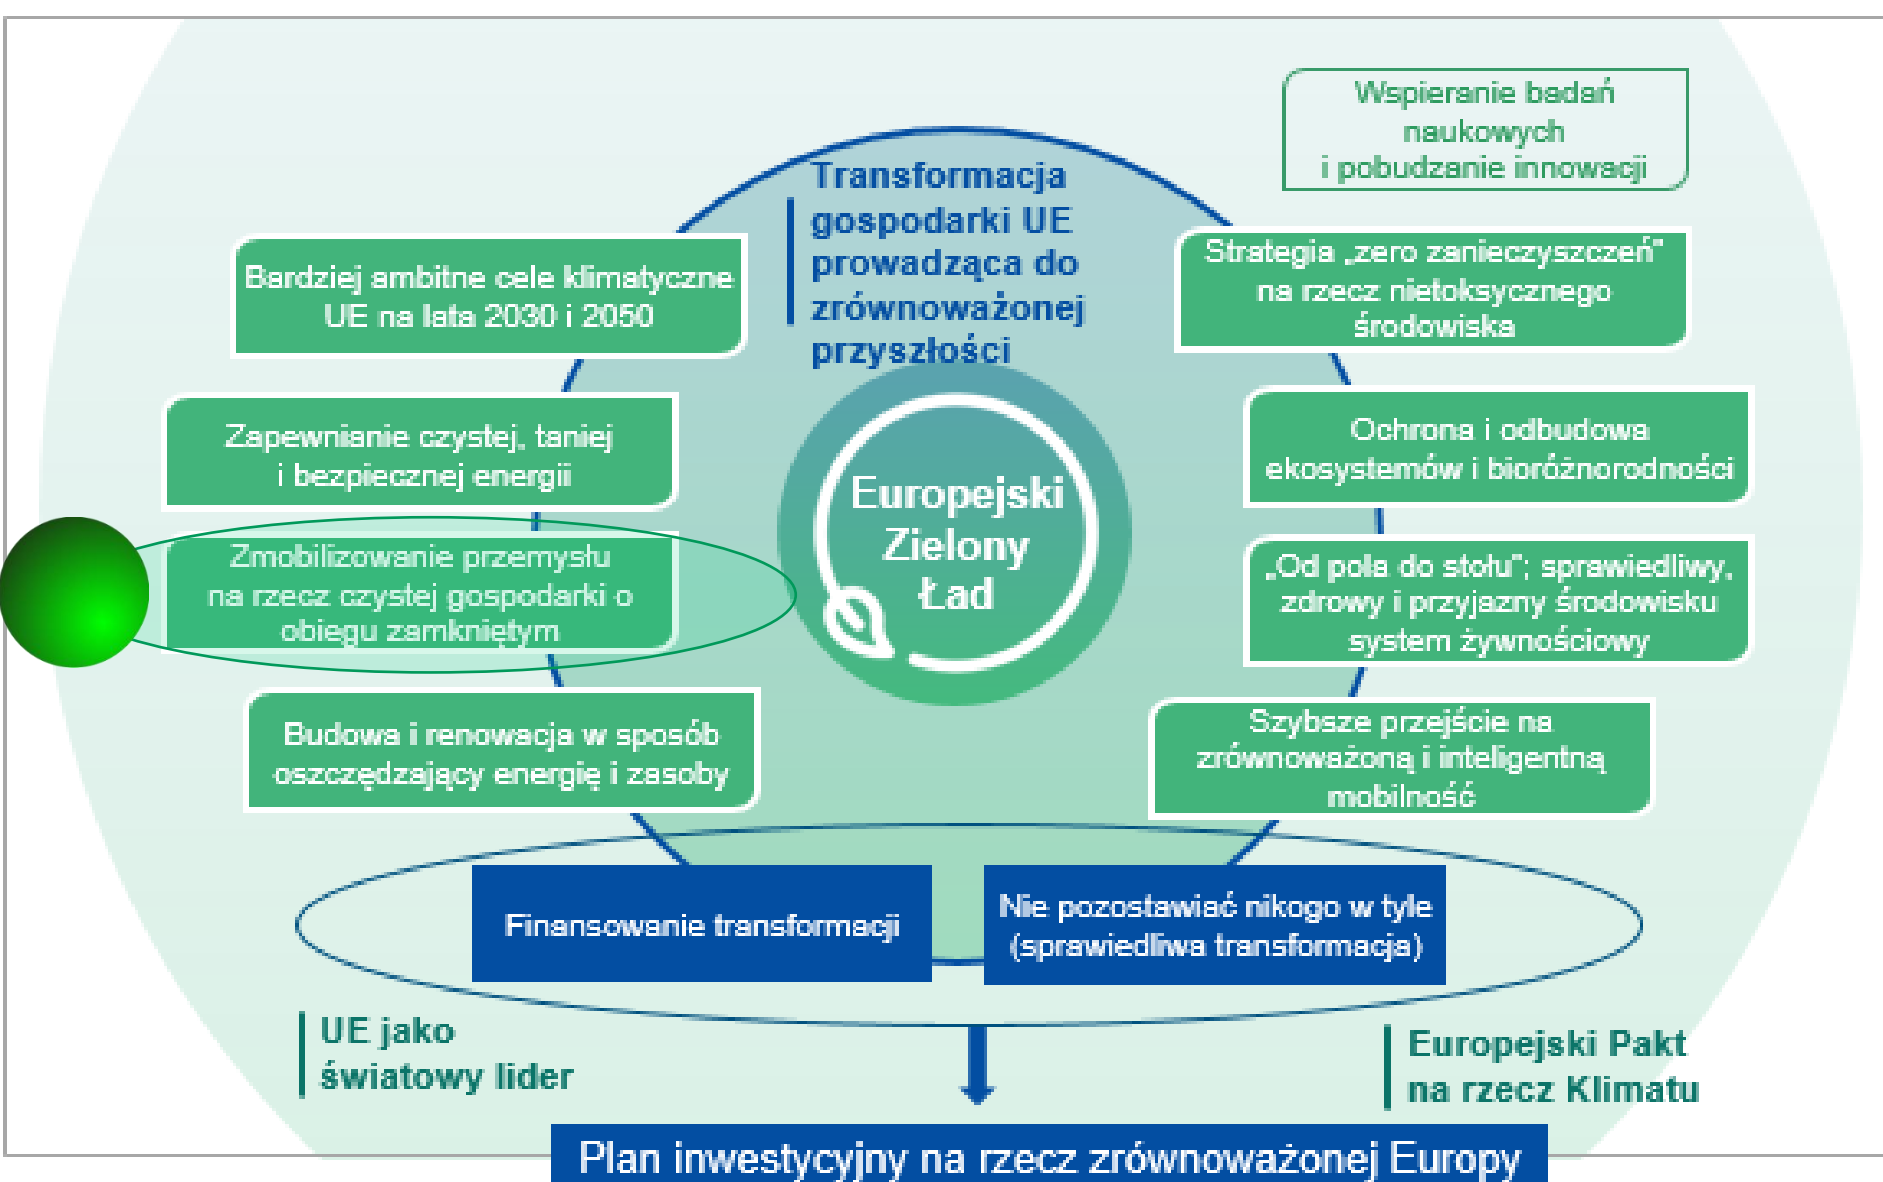 Wspieranie badań
naukowych
i pobudzanie innowacji
Transformacja
gospodarki UE
prowadząca do
zrównoważonej
przyszłości
Bardziej ambitne cele klimatyczne
UE na lata 2030 i 2050
Strategia „zero zanieczyszczeń”
na rzecz nietoksycznego
środowiska
Zapewnianie czystej, taniej
i bezpiecznej energii
Ochrona i odbudowa
ekosystemów i bioróżnorodności
Europejski
Zielony
Ład
Zmobilizowanie przemysłu
na rzecz czystej gospodarki o
obiegu zamkniętym
„Od pola do stołu”; sprawiedliwy,
zdrowy i przyjazny środowisku
system żywnościowy
Budowa i renowacja w sposób
oszczędzający energię i zasoby
Szybsze przejście na
zrównoważoną i inteligentną
mobilność
Finansowanie transformacji
Nie pozostawiać nikogo w tyle
(sprawiedliwa transformacja)
UE jako
światowy lider
Europejski Pakt
na rzecz Klimatu
Plan inwestycyjny na rzecz zrównoważonej Europy